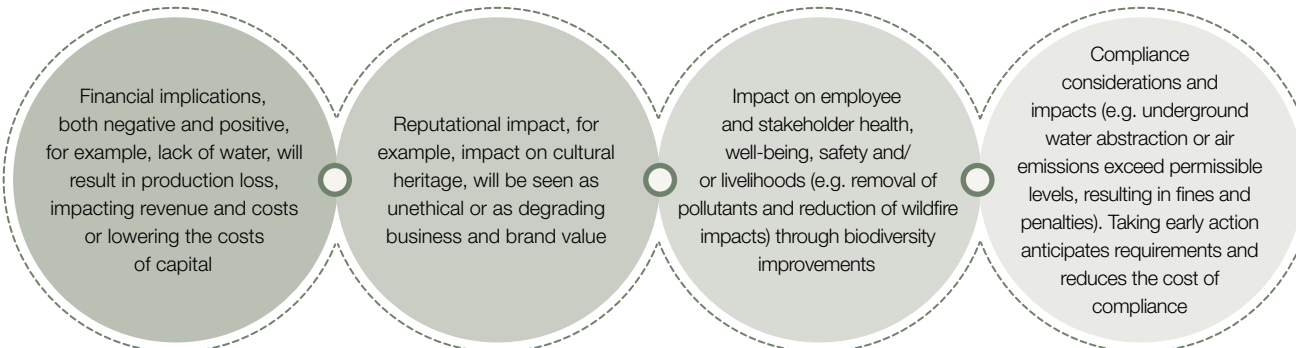 Financial implications,
both negative and positive,
for example, lack of water, will
result in production loss,
impacting revenue and costs
or lowering the costs
of capital
Reputational impact, for
example, impact on cultural
heritage, will be seen as
unethical or as degrading
business and brand value
Impact on employee
and stakeholder health,
well-being, safety and/
or livelihoods (e.g. removal of
pollutants and reduction of wildfire
impacts) through biodiversity
improvements
Compliance
considerations and
impacts (e.g. underground
water abstraction or air
emissions exceed permissible
levels, resulting in fines and
penalties). Taking early action
anticipates requirements and
reduces the cost of
compliance